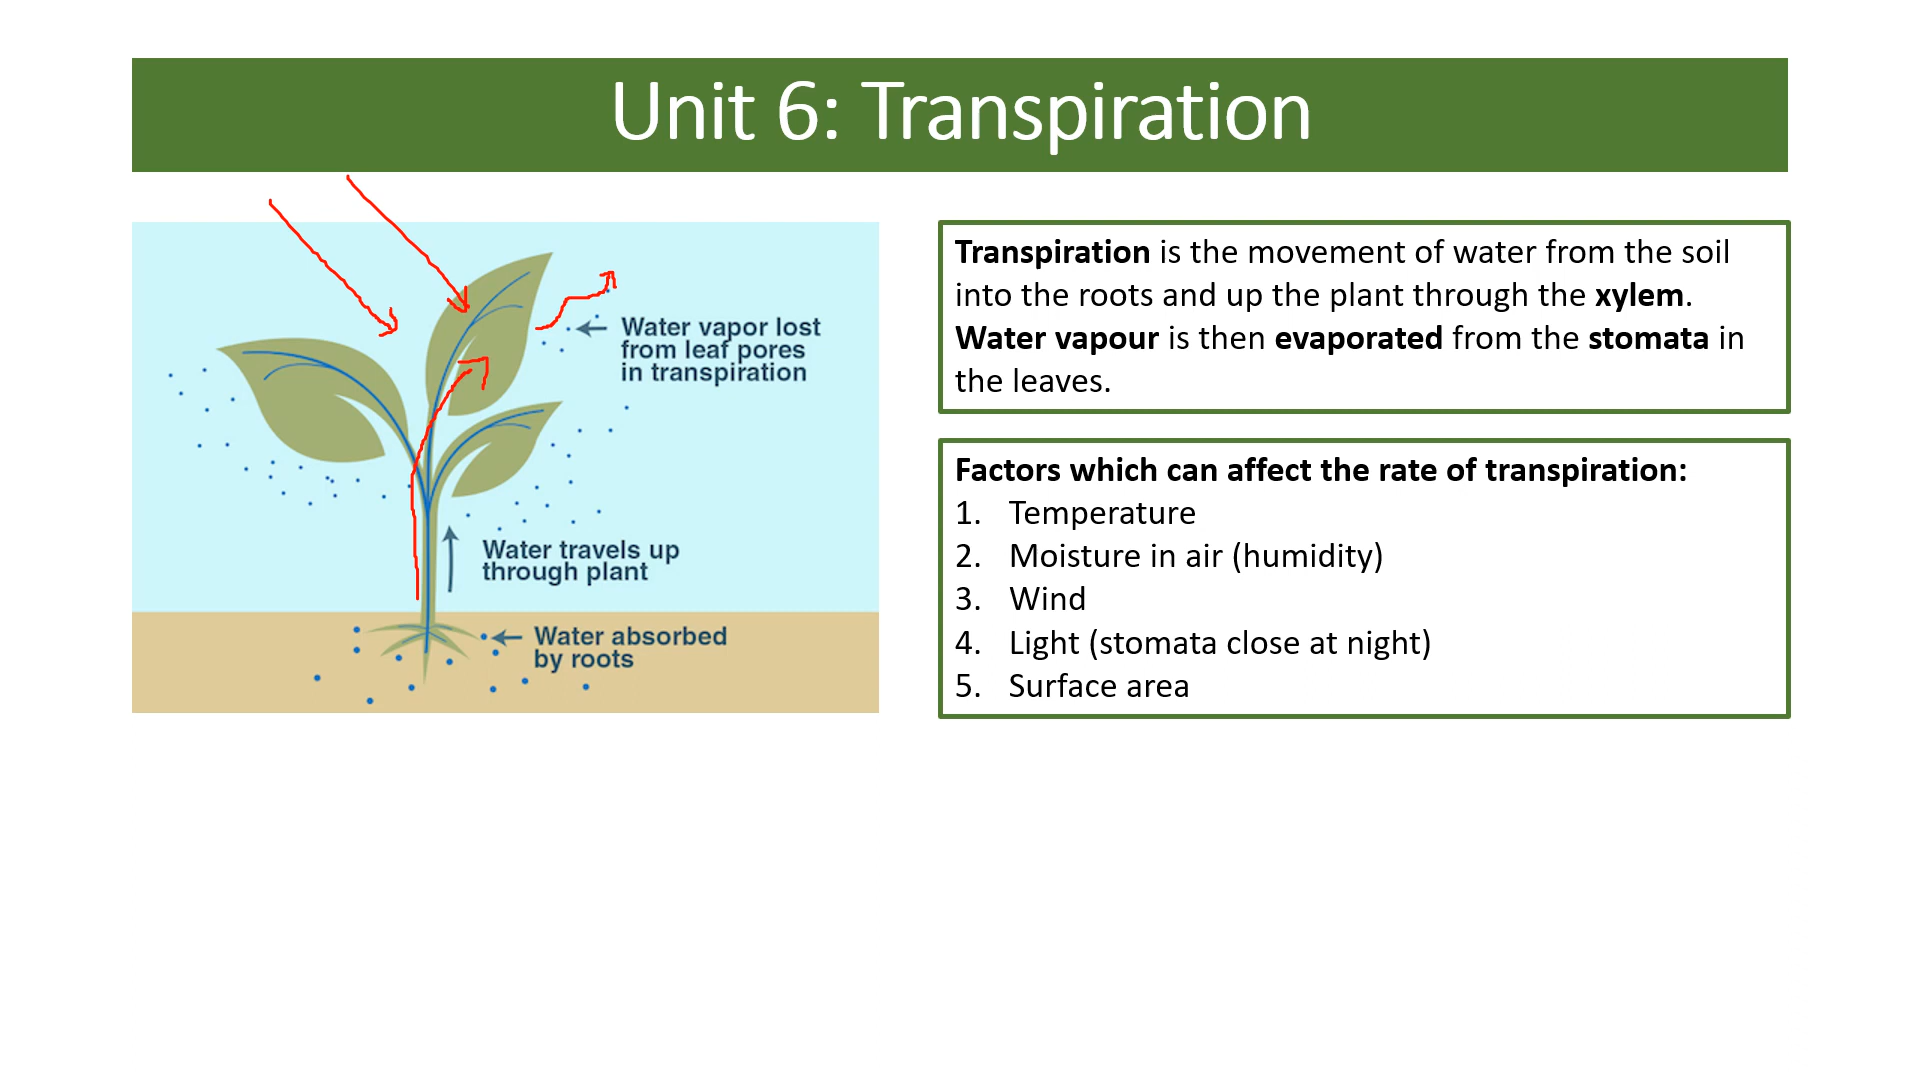 Unit 6: Transpiration
Water vapor lost
from leaf pores
in transpiration
Water travels up
through plant
Water absorbed
by roots
Transpiration is the movement of water from the soil
into the roots and up the plant through the xylem.
Water vapour is then evaporated from the stomata in
the leaves.
Factors which can affect the rate of transpiration:
1. Temperature
2. Moisture in air (humidity)
3. Wind
4. Light (stomata close at night)
5. Surface area